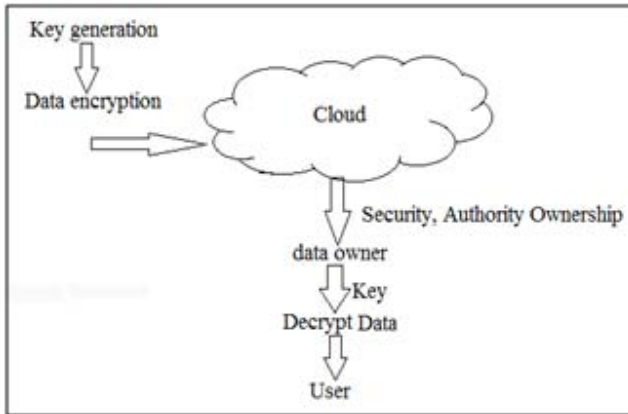 Key generation
Data encryption
Cloud
Security, Authority Ownership
data owner
Key
Decrypt Data
User